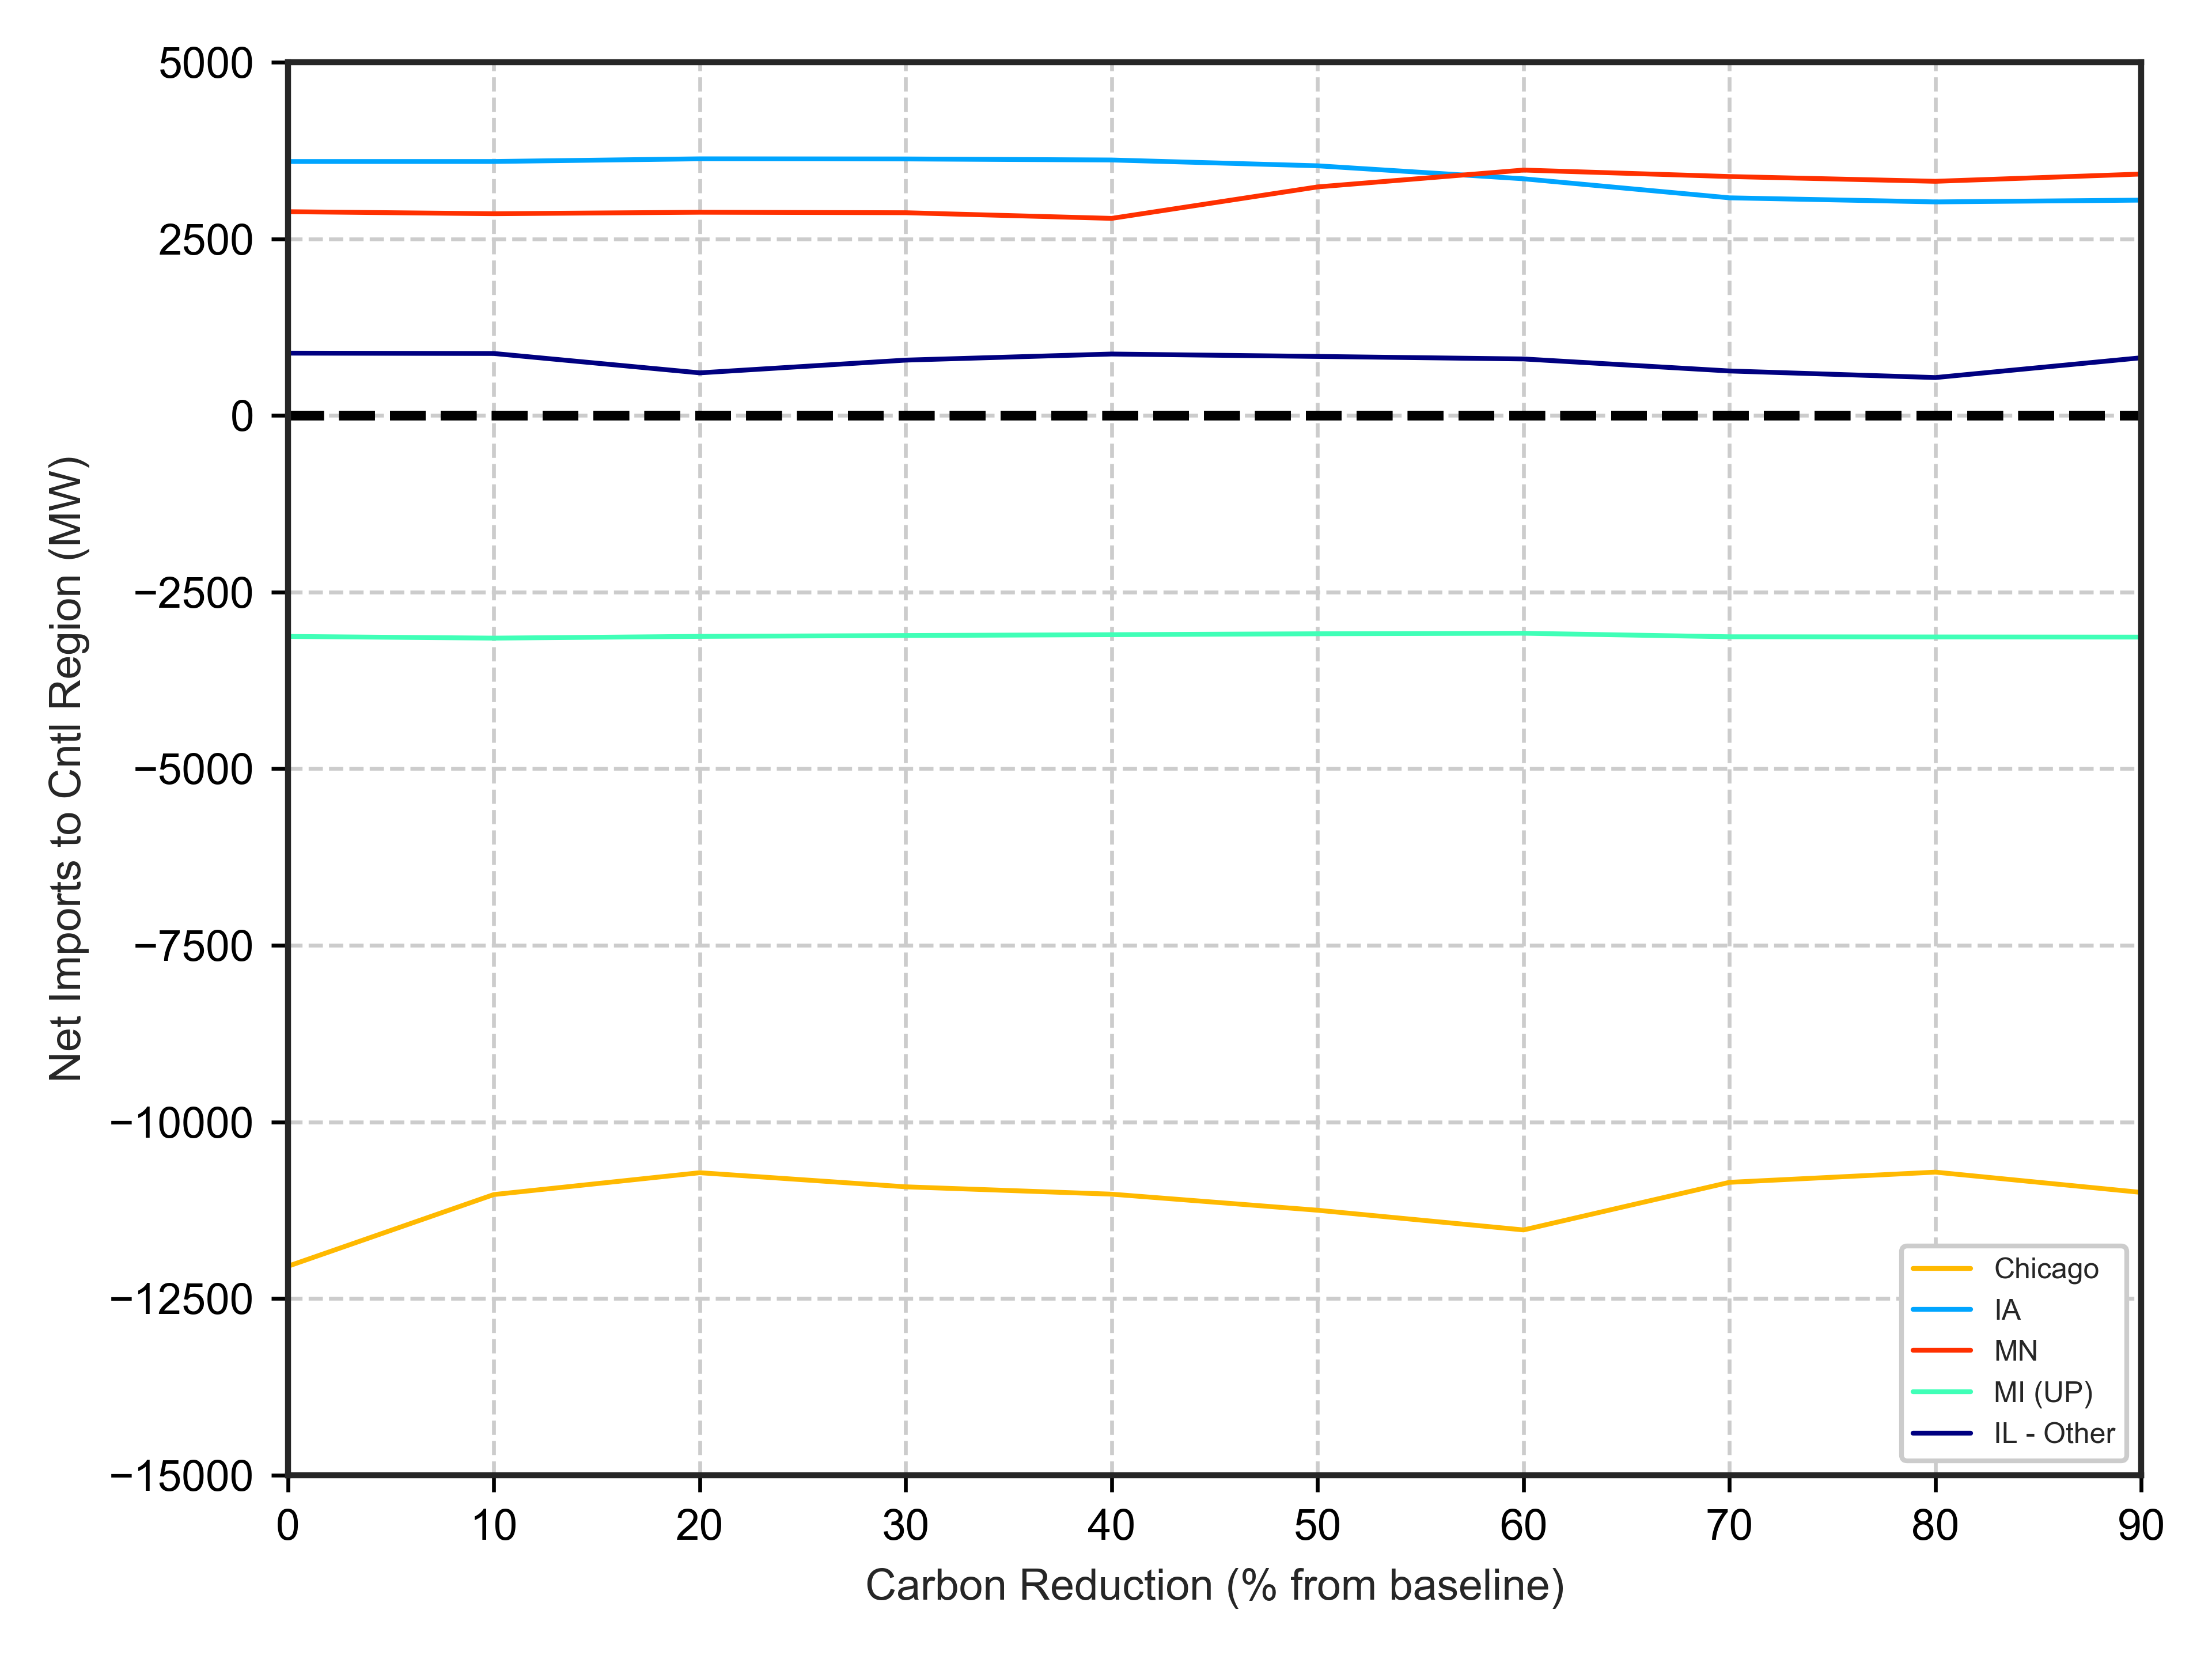 5000
2500
0
−2500
−5000
−7500
−10000
−12500
−15000
Net Imports to Cntl Region (MW)
Chicago
IA
MN
MI (UP)
IL - Other
0 10 20 30 40 50 60 70 80 90
Carbon Reduction (% from baseline)